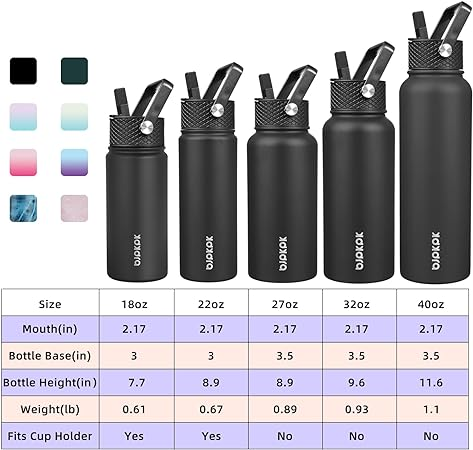 BJPKPK
BJPKPK
BJPKPK
BJPKPK
BJPKPK
Size 18oz 22oz 27oz 32oz 40oz
Mouth(in) 2.17 2.17 2.17 2.17 2.17
Bottle Base(in) 3 3 3.5 3.5 3.5
Bottle Height(in) 7.7 8.9 8.9 9.6 11.6
Weight(lb) 0.61 0.67 0.89 0.93 1.1
Fits Cup Holder Yes Yes No No No